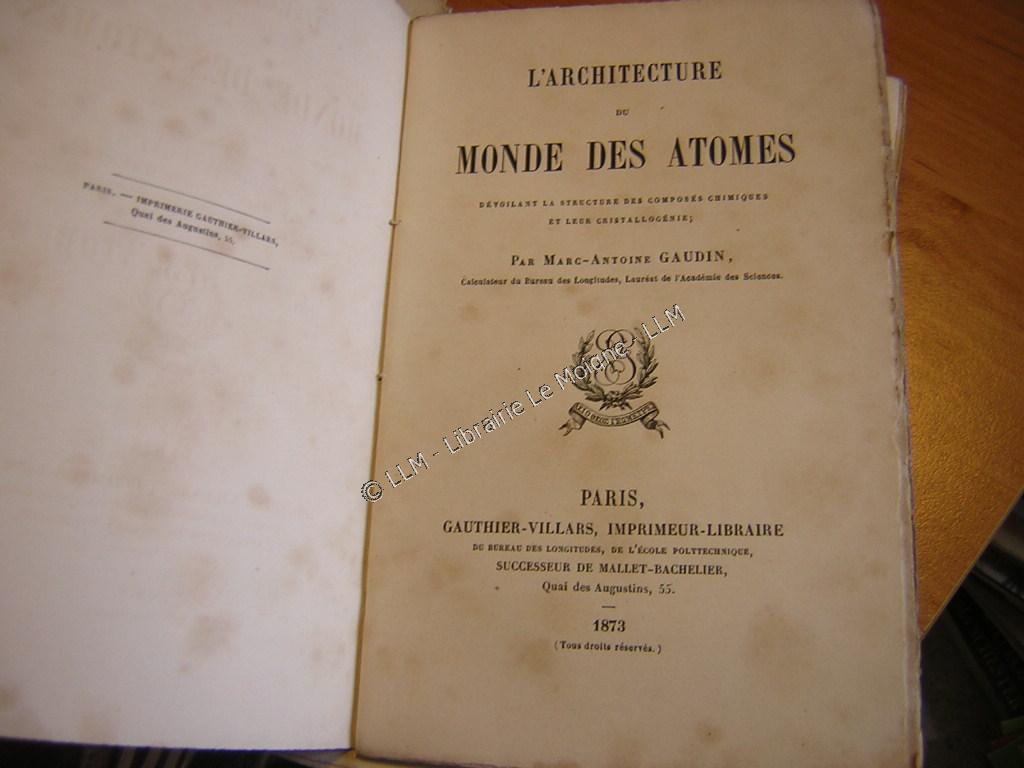 PARIS. — IMPRIMERIE GAUTHIER-VILLARS,
Quai des Augustins, 55.
L'ARCHITECTURE
DU
MONDE DES ATOMES
DÉVOILANT LA STRUCTURE DES COMPOSÉS CHIMIQUES
ET LEUR CRISTALLOGÉNIE;
PAR MARC-ANTOINE GAUDIN,
Calculateur du Bureau des Longitudes, Lauréat de l'Académie des Sciences.
© LLM - Librairie Le Moigne - LLM
PARIS,
GAUTHIER-VILLARS, IMPRIMEUR-LIBRAIRE
DU BUREAU DES LONGITUDES, DE L'ÉCOLE POLYTECHNIQUE,
SUCCESSEUR DE MALLET-BACHELIER,
Quai des Augustins, 55.
1873
(Tous droits réservés.)